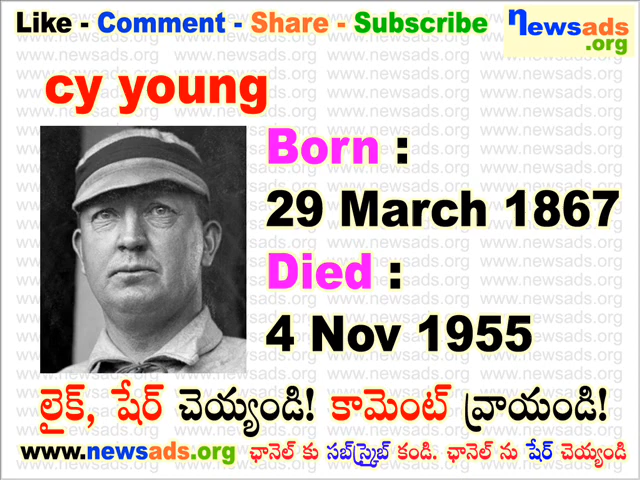 Like - Comment - Share - Subscribe
newsads
.org
cy young
Born :
29 March 1867
Died :
4 Nov 1955
లైక్, షేర్ చెయ్యండి! కామెంట్ వ్రాయండి!
www.newsads.org ఛానెల్ కు సబ్‌స్క్రైబ్ కండి. ఛానెల్ ను షేర్ చెయ్యండి